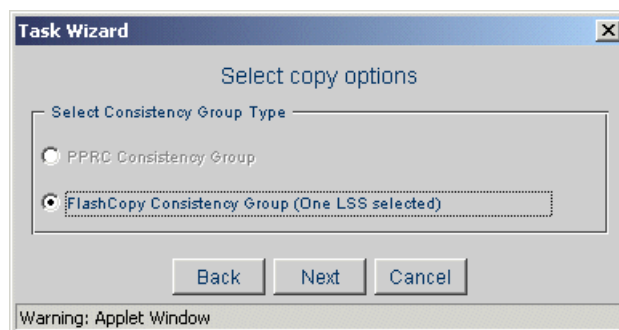 Task Wizard
Select copy options
Select Consistency Group Type
PPRC Consistency Group
FlashCopy Consistency Group (One LSS selected)
Back Next Cancel
Warning: Applet Window